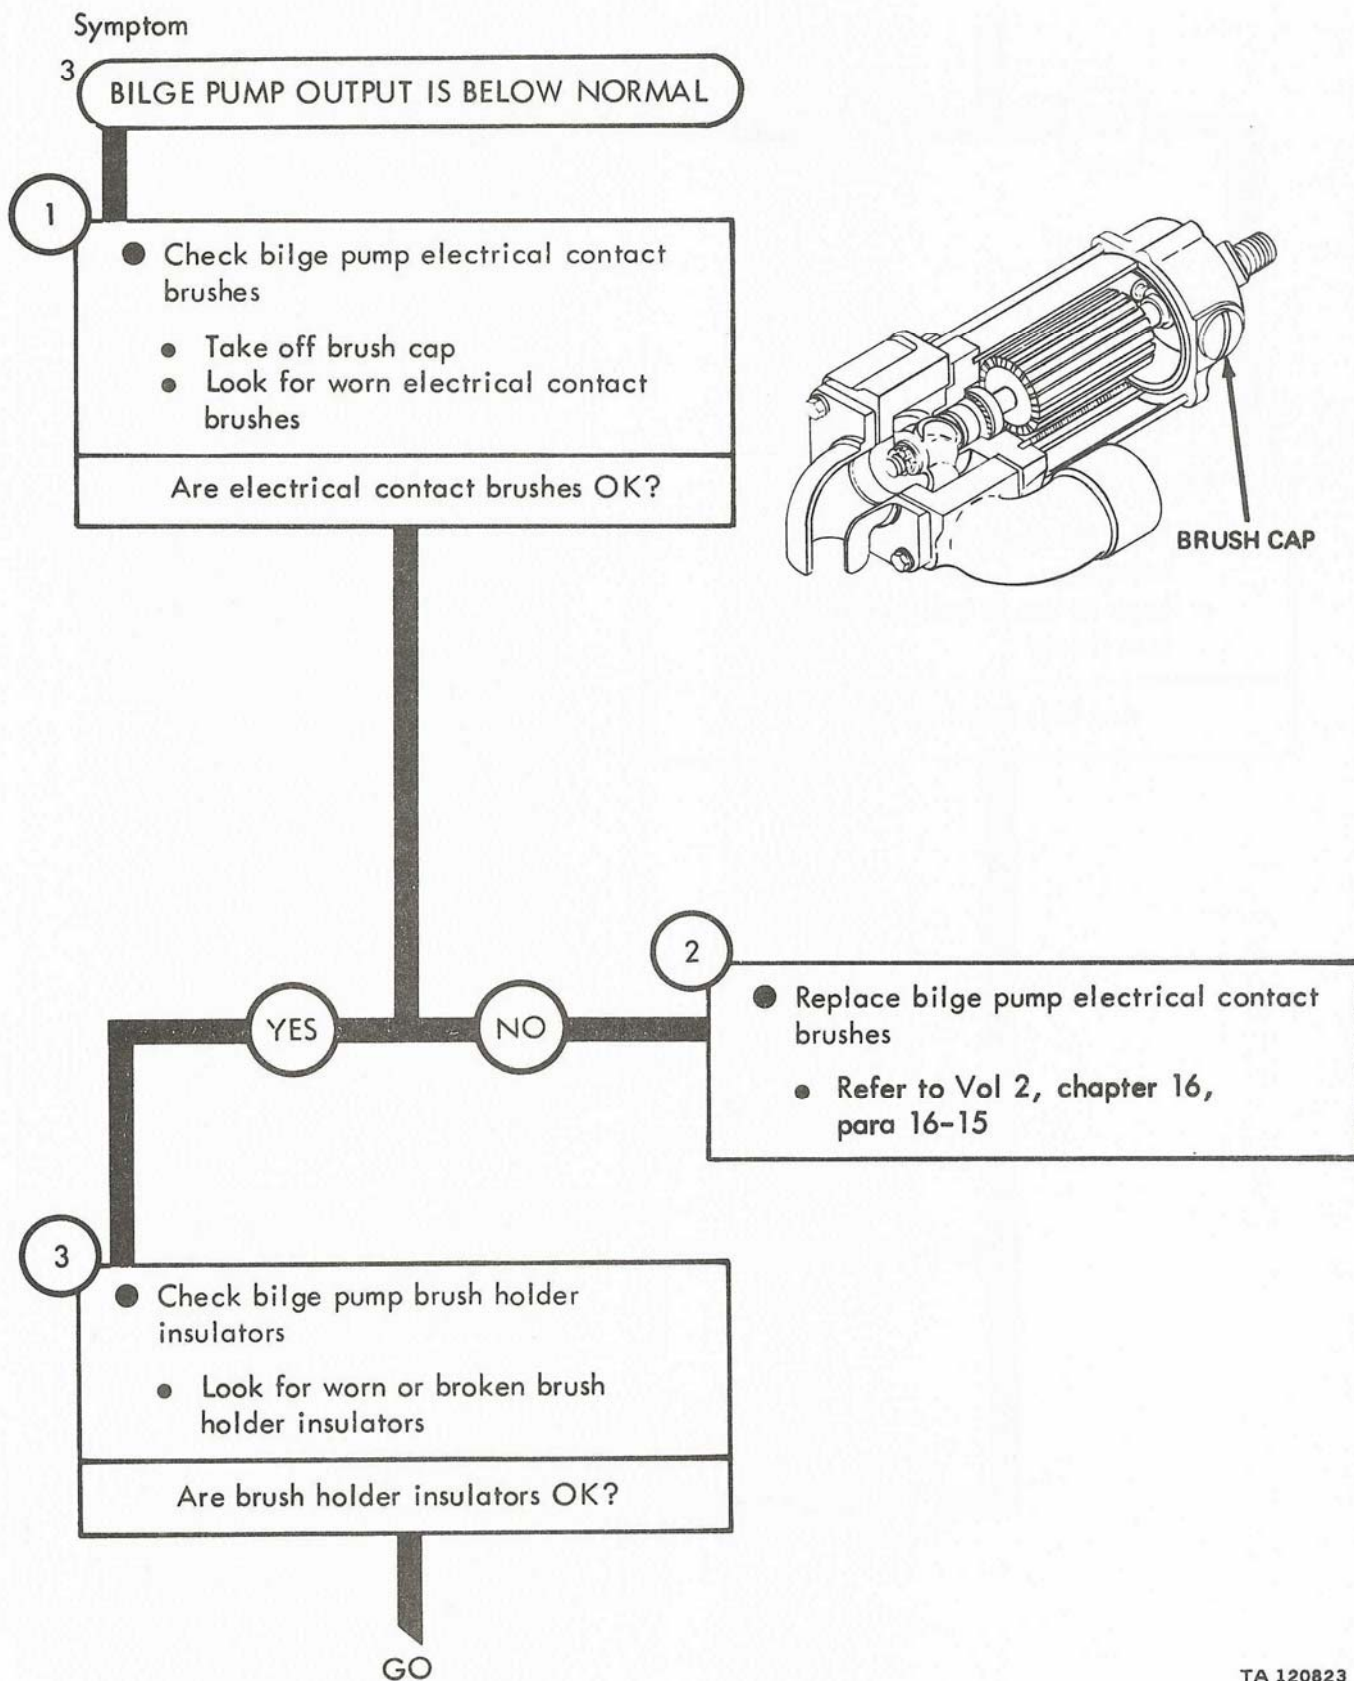 Symptom
3
BILGE PUMP OUTPUT IS BELOW NORMAL
1
● Check bilge pump electrical contact
brushes
● Take off brush cap
● Look for worn electrical contact
brushes
Are electrical contact brushes OK?
BRUSH CAP
YES
NO
2
● Replace bilge pump electrical contact
brushes
● Refer to Vol 2, chapter 16,
para 16-15
3
● Check bilge pump brush holder
insulators
● Look for worn or broken brush
holder insulators
Are brush holder insulators OK?
GO
TA 120823